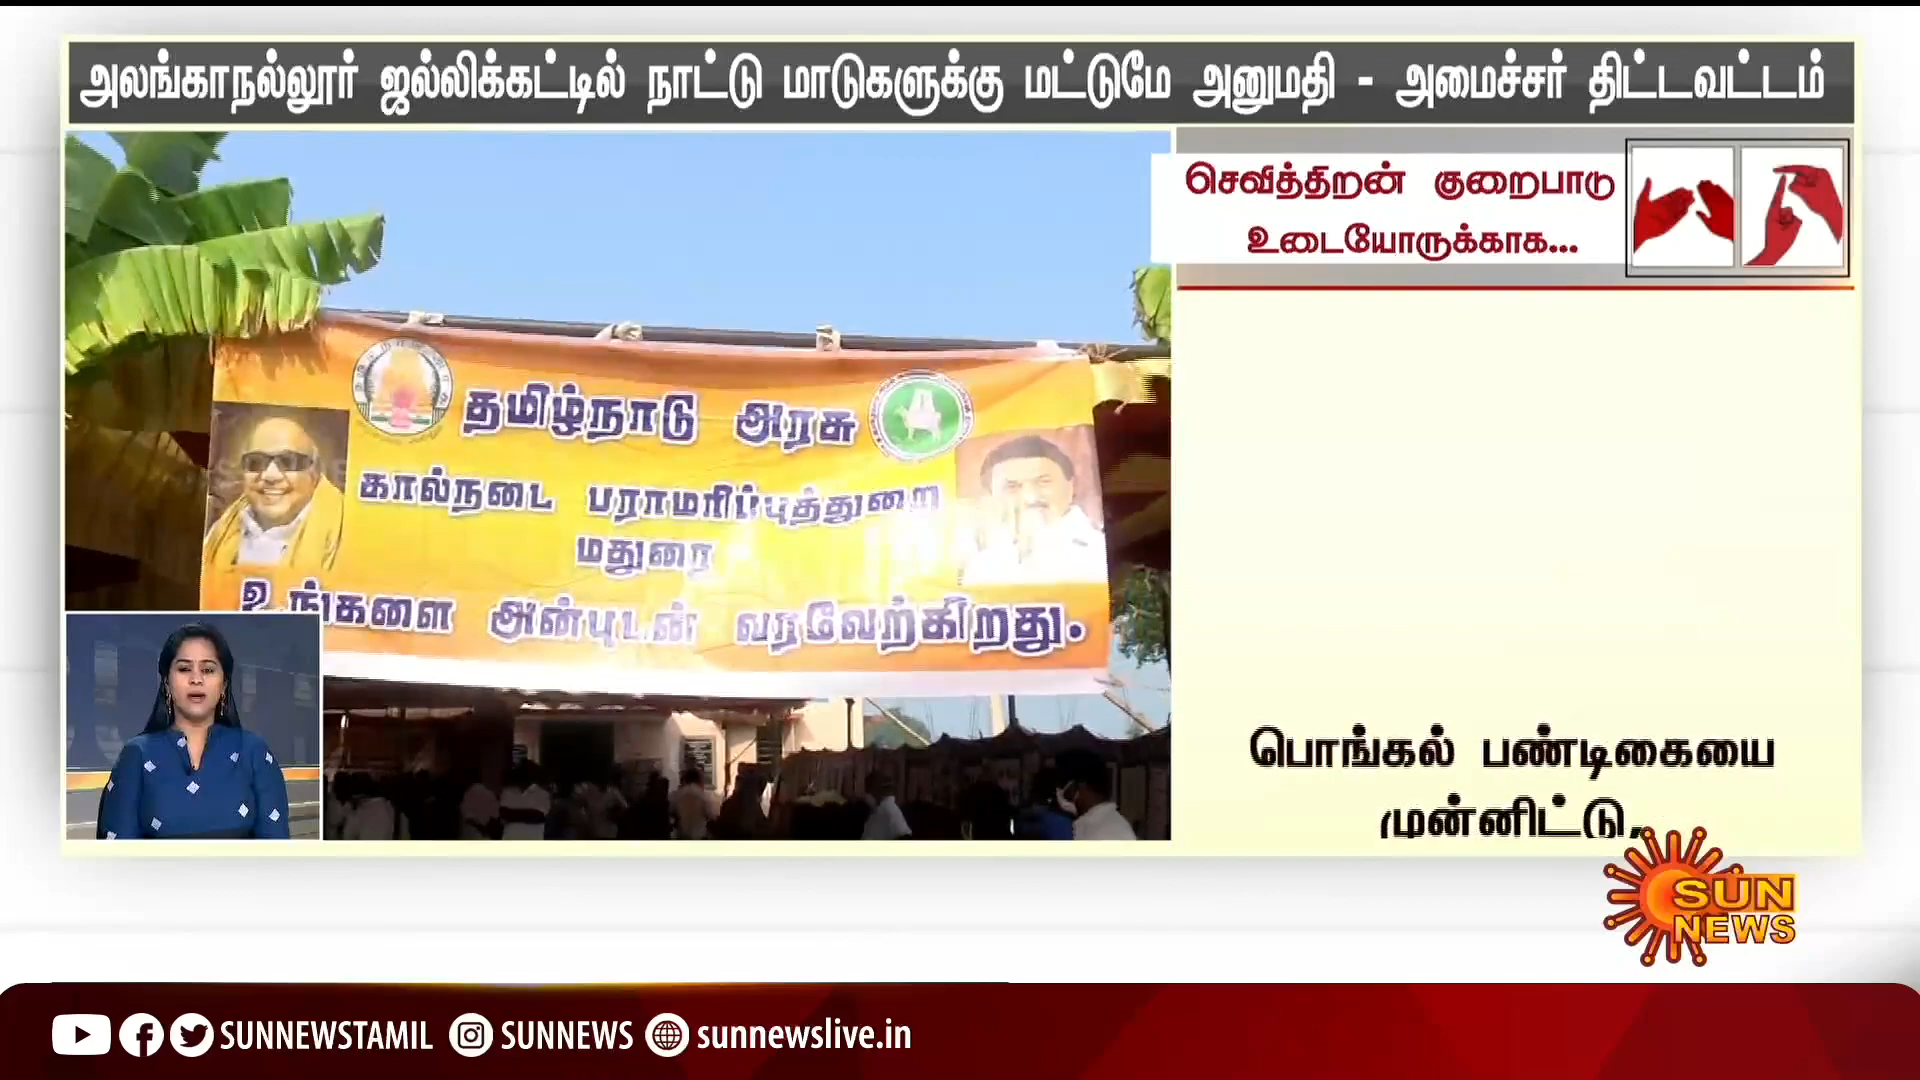 அலங்காநல்லூர் ஜல்லிக்கட்டில் நாட்டு மாடுகளுக்கு மட்டுமே அனுமதி - அமைச்சர் திட்டவட்டம்
செவித்திறன் குறைபாடு
உடையோருக்காக...
தமிழ்நாடு அரசு
கால்நடை பராமரிப்புத்துறை
மதுரை
உங்களை அன்புடன் வரவேற்கிறது.
பொங்கல் பண்டிகையை
முன்னிட்டு,
SUN
NEWS
SUNNEWSTAMIL SUNNEWS sunnewslive.in